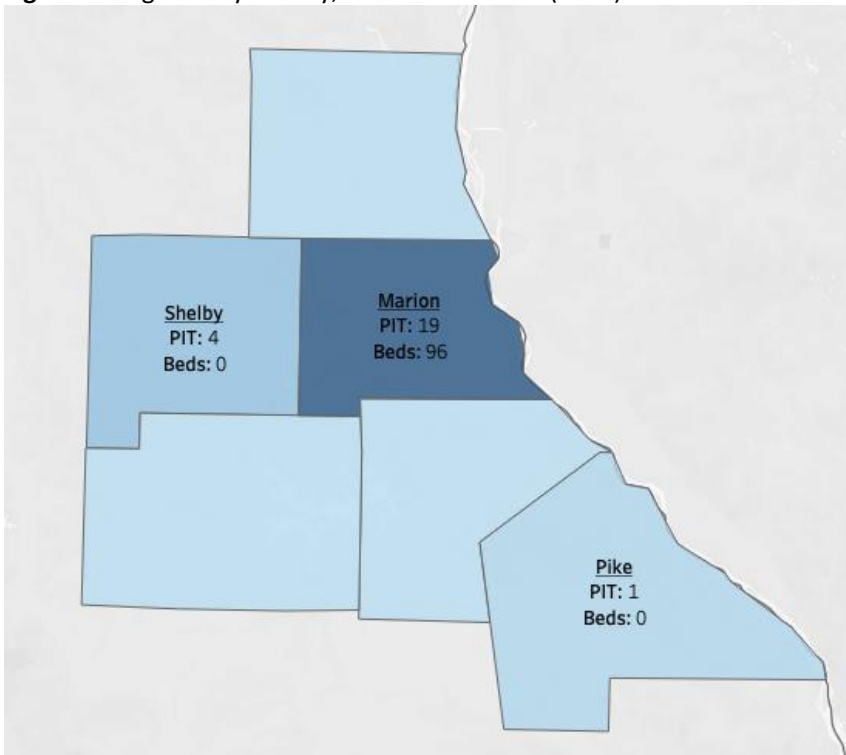 Shelby
PIT: 4
Beds: 0
Marion
PIT: 19
Beds: 96
Pike
PIT: 1
Beds: 0